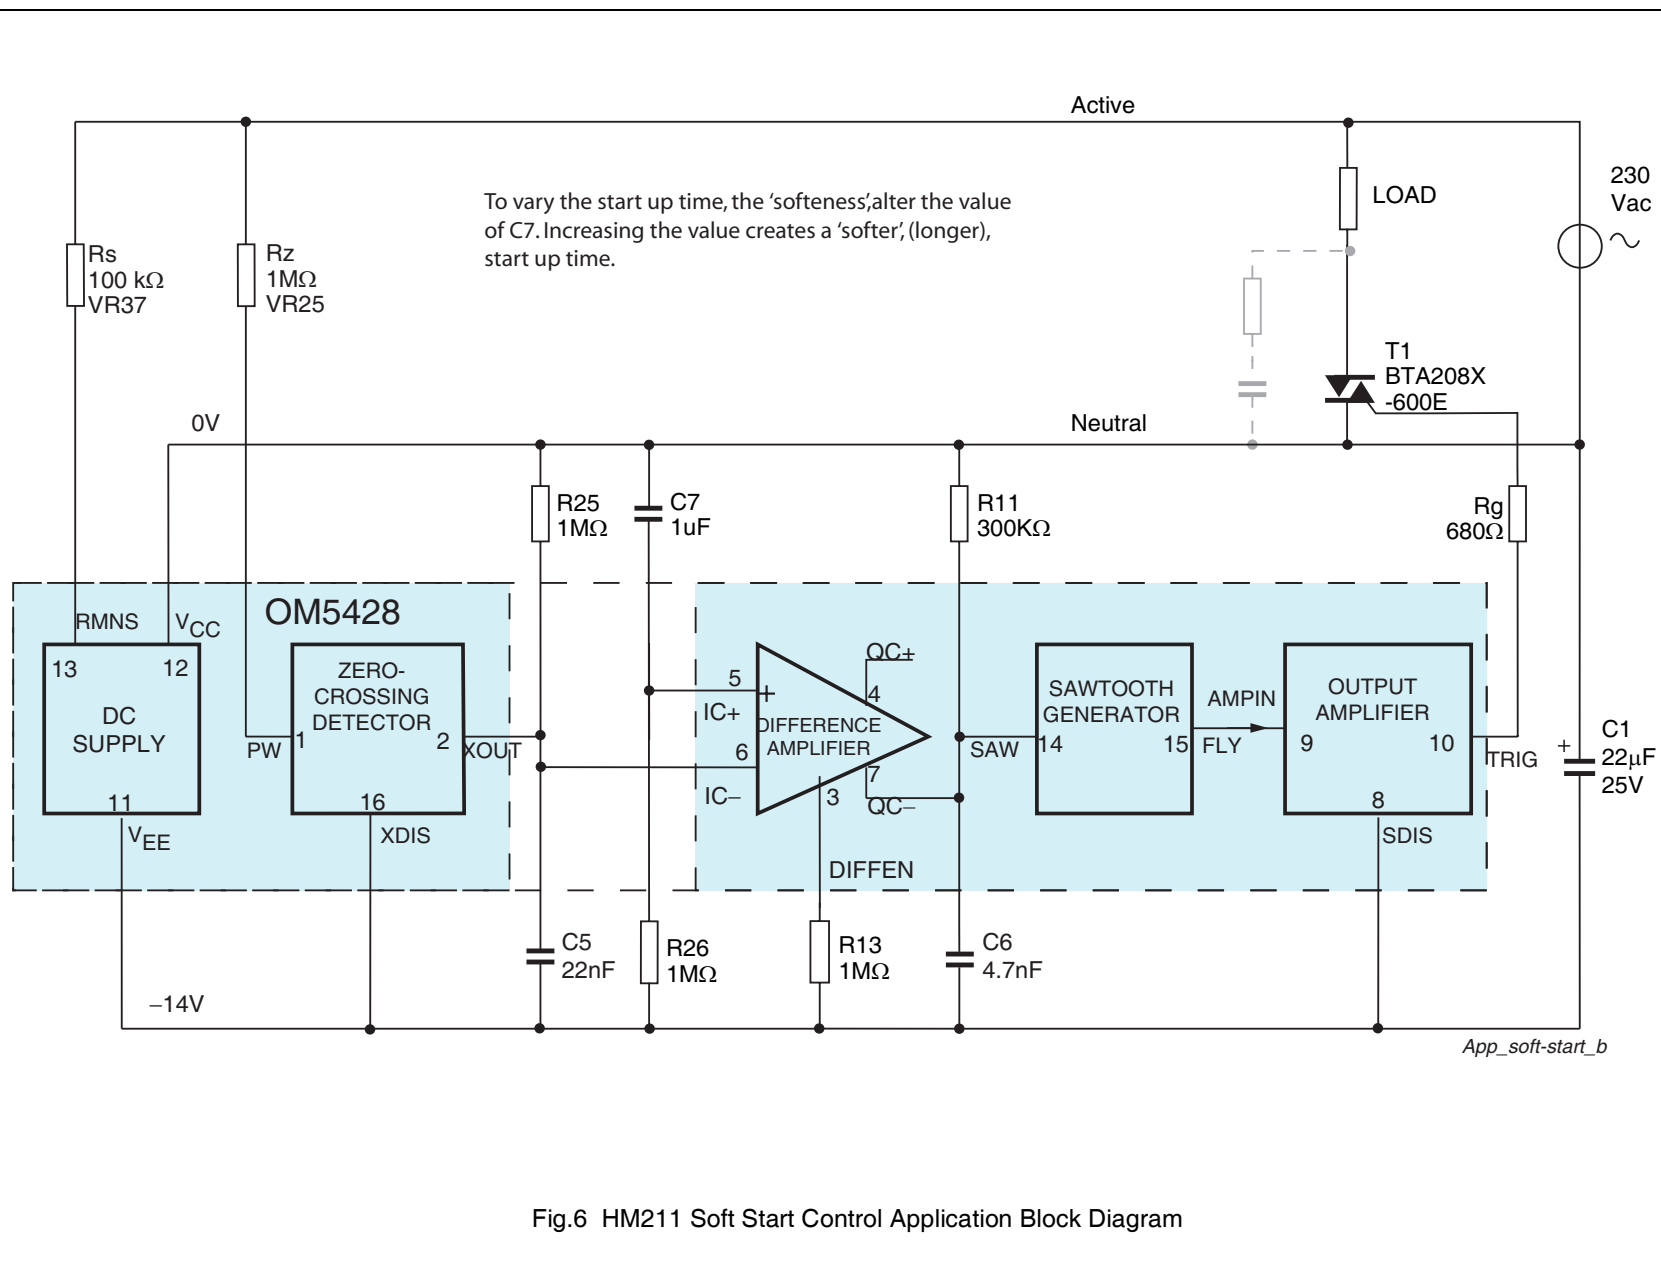 Active
230
Vac
LOAD
To vary the start up time, the ‘softeness’,alter the value
of C7. Increasing the value creates a ‘softer’, (longer),
start up time.
Rs
100 kΩ
VR37
Rz
1MΩ
VR25
T1
BTA208X
-600E
0V
Neutral
R25
1MΩ
C7
1uF
R11
300KΩ
Rg
680Ω
OM5428
RMNS
VCC
13
12
DC
SUPPLY
11
VEE
ZERO-
CROSSING
DETECTOR
PW
1
2
XOUT
16
XDIS
5
IC+
6
IC−
+
DIFFERENCE
AMPLIFIER
QC+
4
7
QC−
3
DIFFEN
SAW
14
SAWTOOTH
GENERATOR
15
AMPIN
FLY
OUTPUT
AMPLIFIER
9
10
TRIG
8
SDIS
+
C1
22μF
25V
C5
22nF
R26
1MΩ
R13
1MΩ
C6
4.7nF
−14V
App_soft-start_b
Fig.6 HM211 Soft Start Control Application Block Diagram